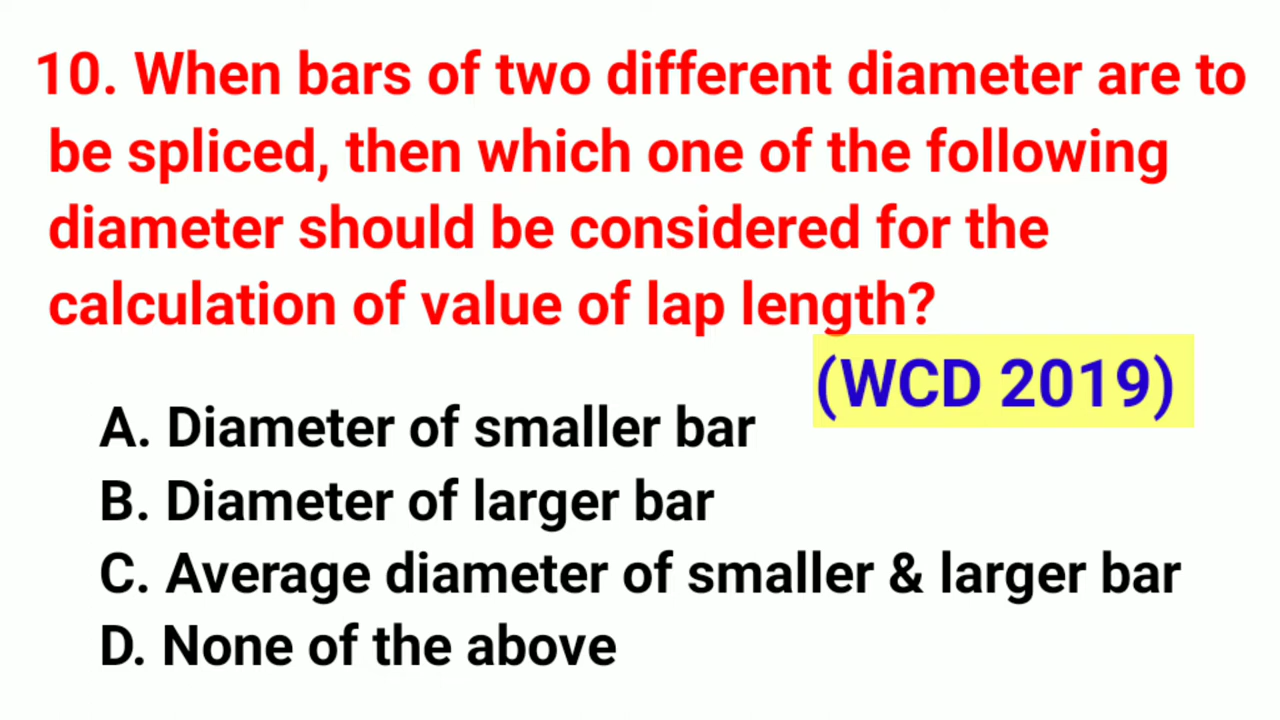 10. When bars of two different diameter are to
be spliced, then which one of the following
diameter should be considered for the
calculation of value of lap length?
(WCD 2019)
A. Diameter of smaller bar
B. Diameter of larger bar
C. Average diameter of smaller & larger bar
D. None of the above